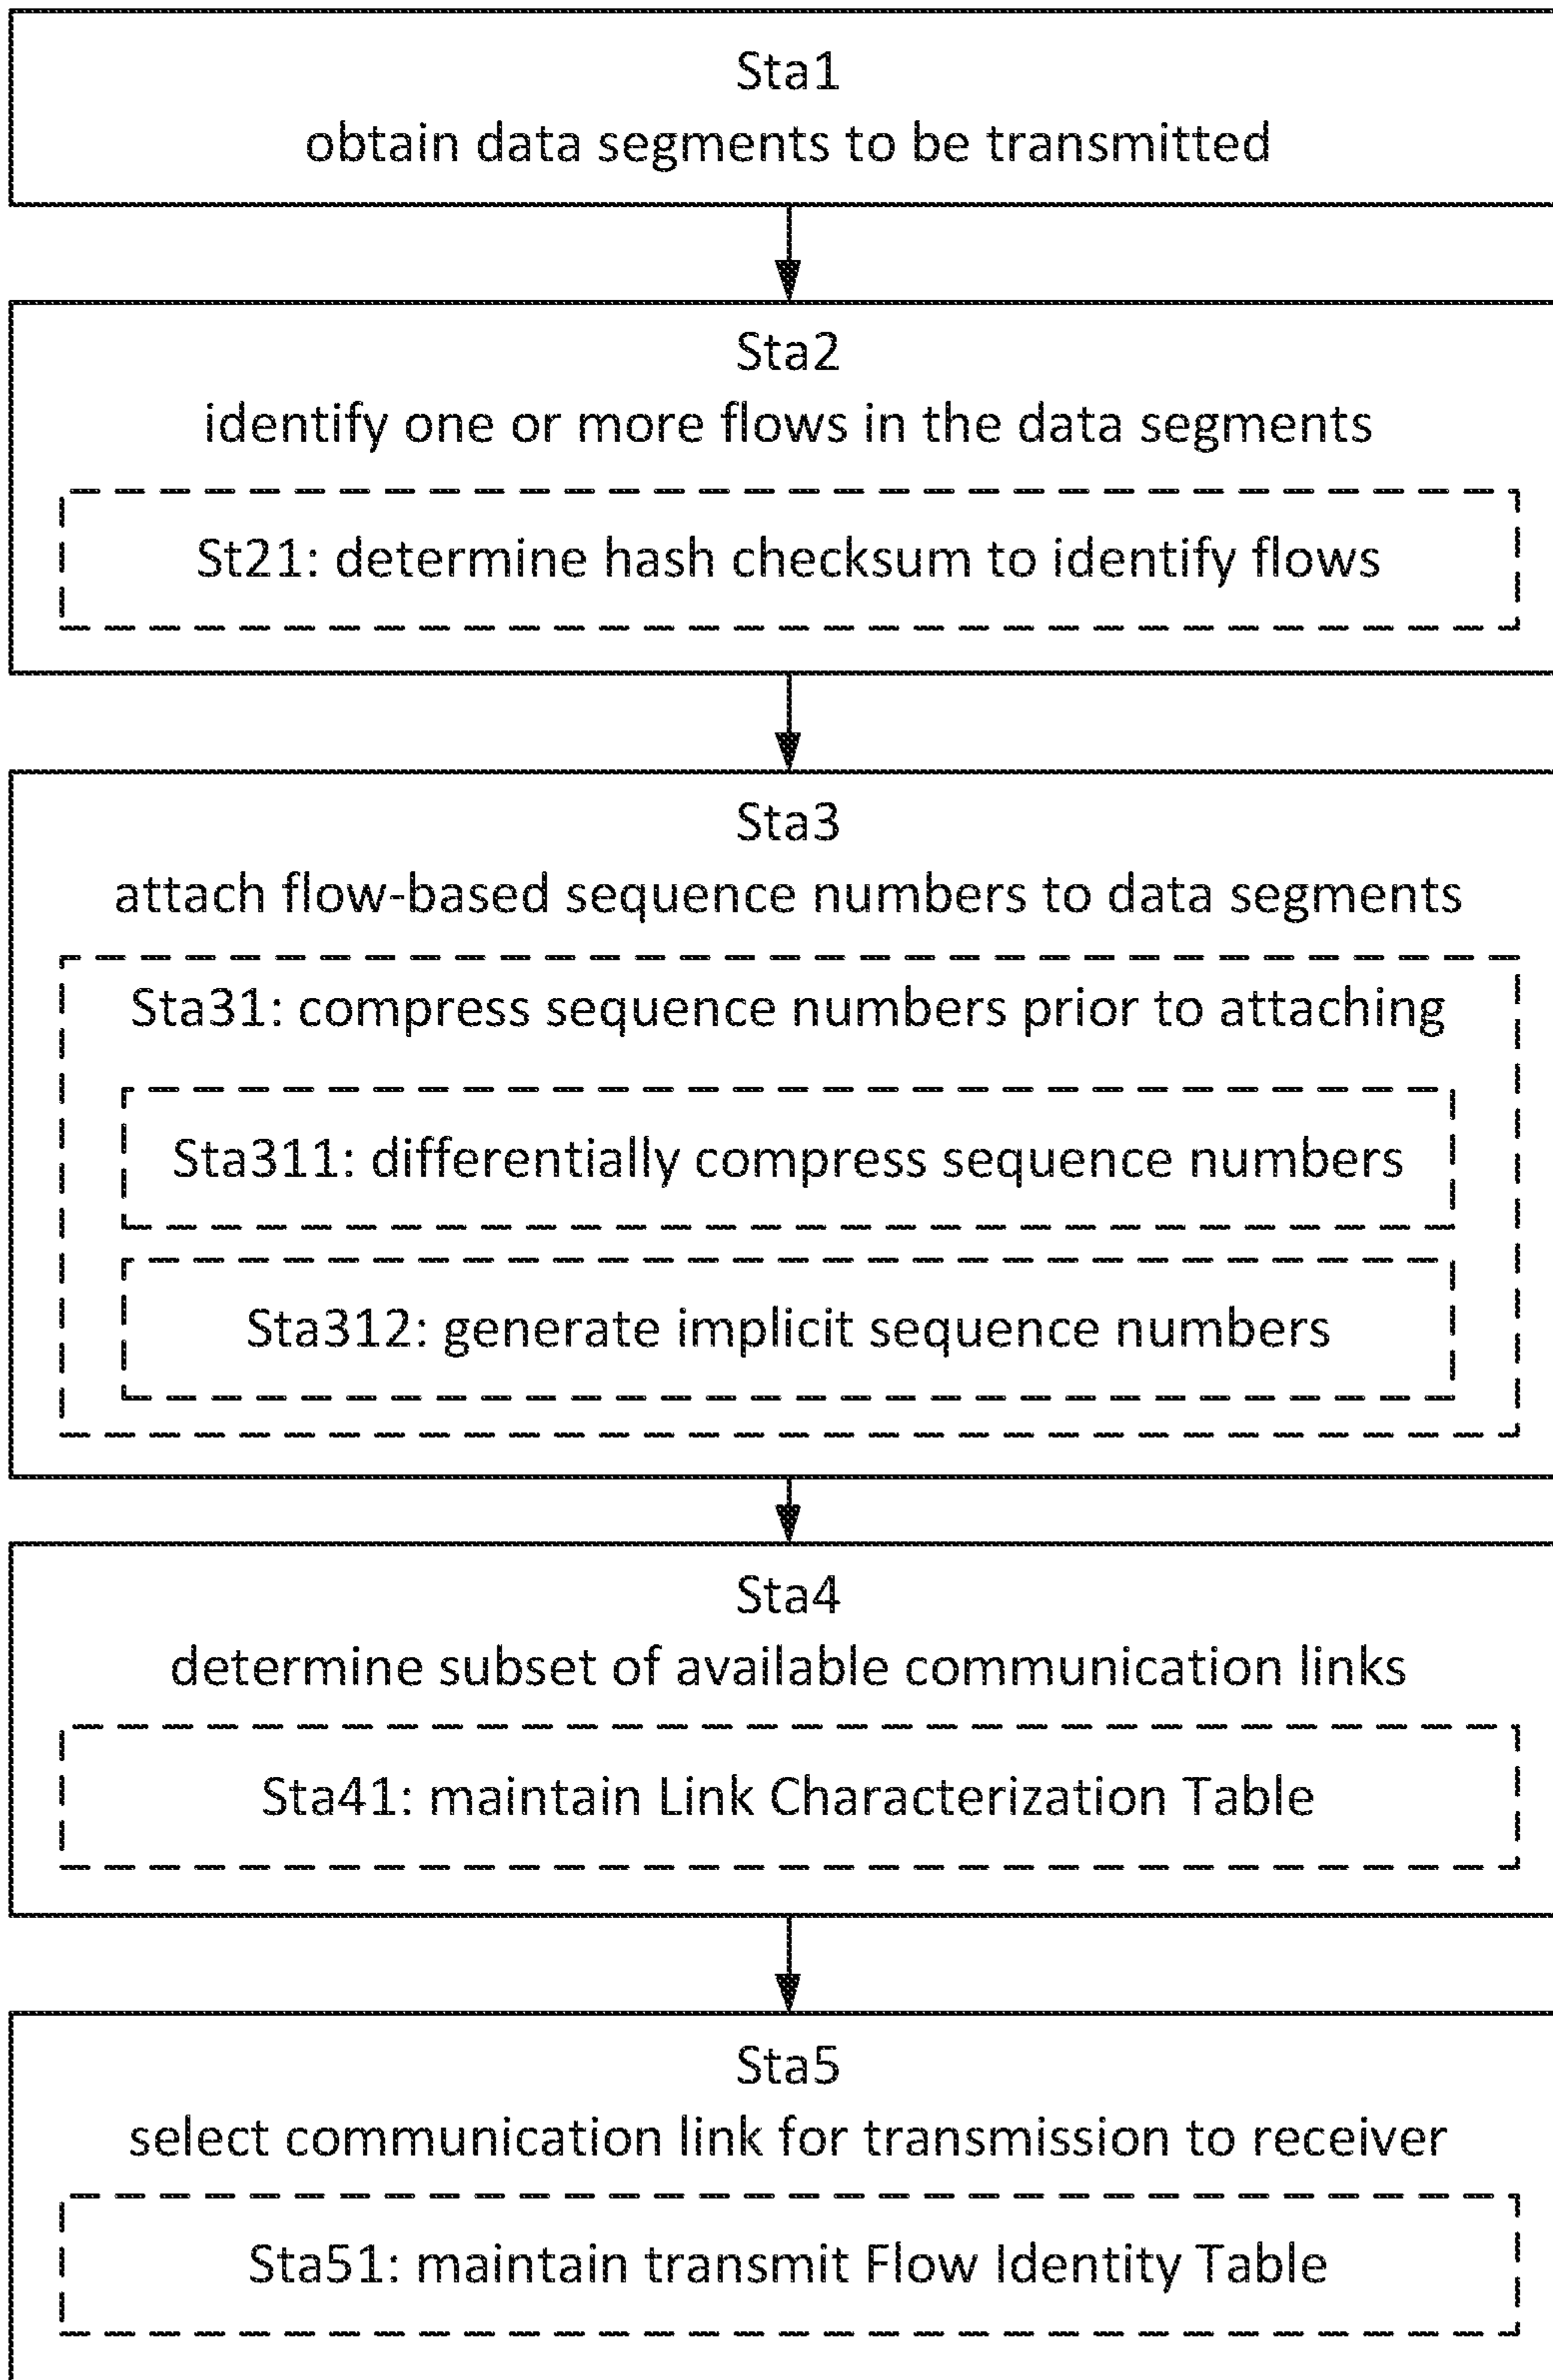 Sta1
obtain data segments to be transmitted
Sta2
identify one or more flows in the data segments
St21: determine hash checksum to identify flows
Sta3
attach flow-based sequence numbers to data segments
Sta31: compress sequence numbers prior to attaching
Sta311: differentially compress sequence numbers
Sta312: generate implicit sequence numbers
Sta4
determine subset of available communication links
Sta41: maintain Link Characterization Table
Sta5
select communication link for transmission to receiver
Sta51: maintain transmit Flow Identity Table